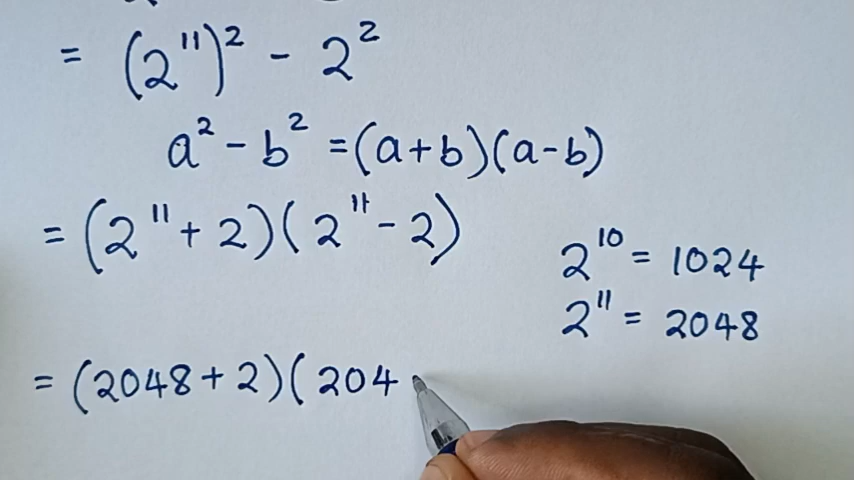 = (2¹¹)² - 2²
a² - b² = (a+b)(a-b)
= (2¹¹ + 2)(2¹¹ - 2)
2¹⁰ = 1024
2¹¹ = 2048
= (2048 + 2)(204